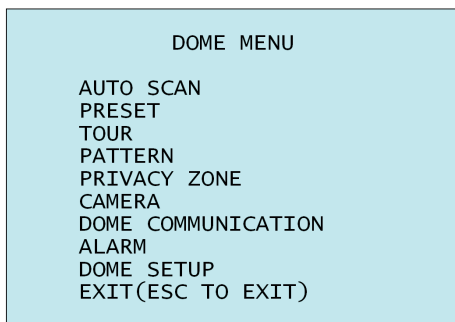 DOME MENU
AUTO SCAN
PRESET
TOUR
PATTERN
PRIVACY ZONE
CAMERA
DOME COMMUNICATION
ALARM
DOME SETUP
EXIT(ESC TO EXIT)